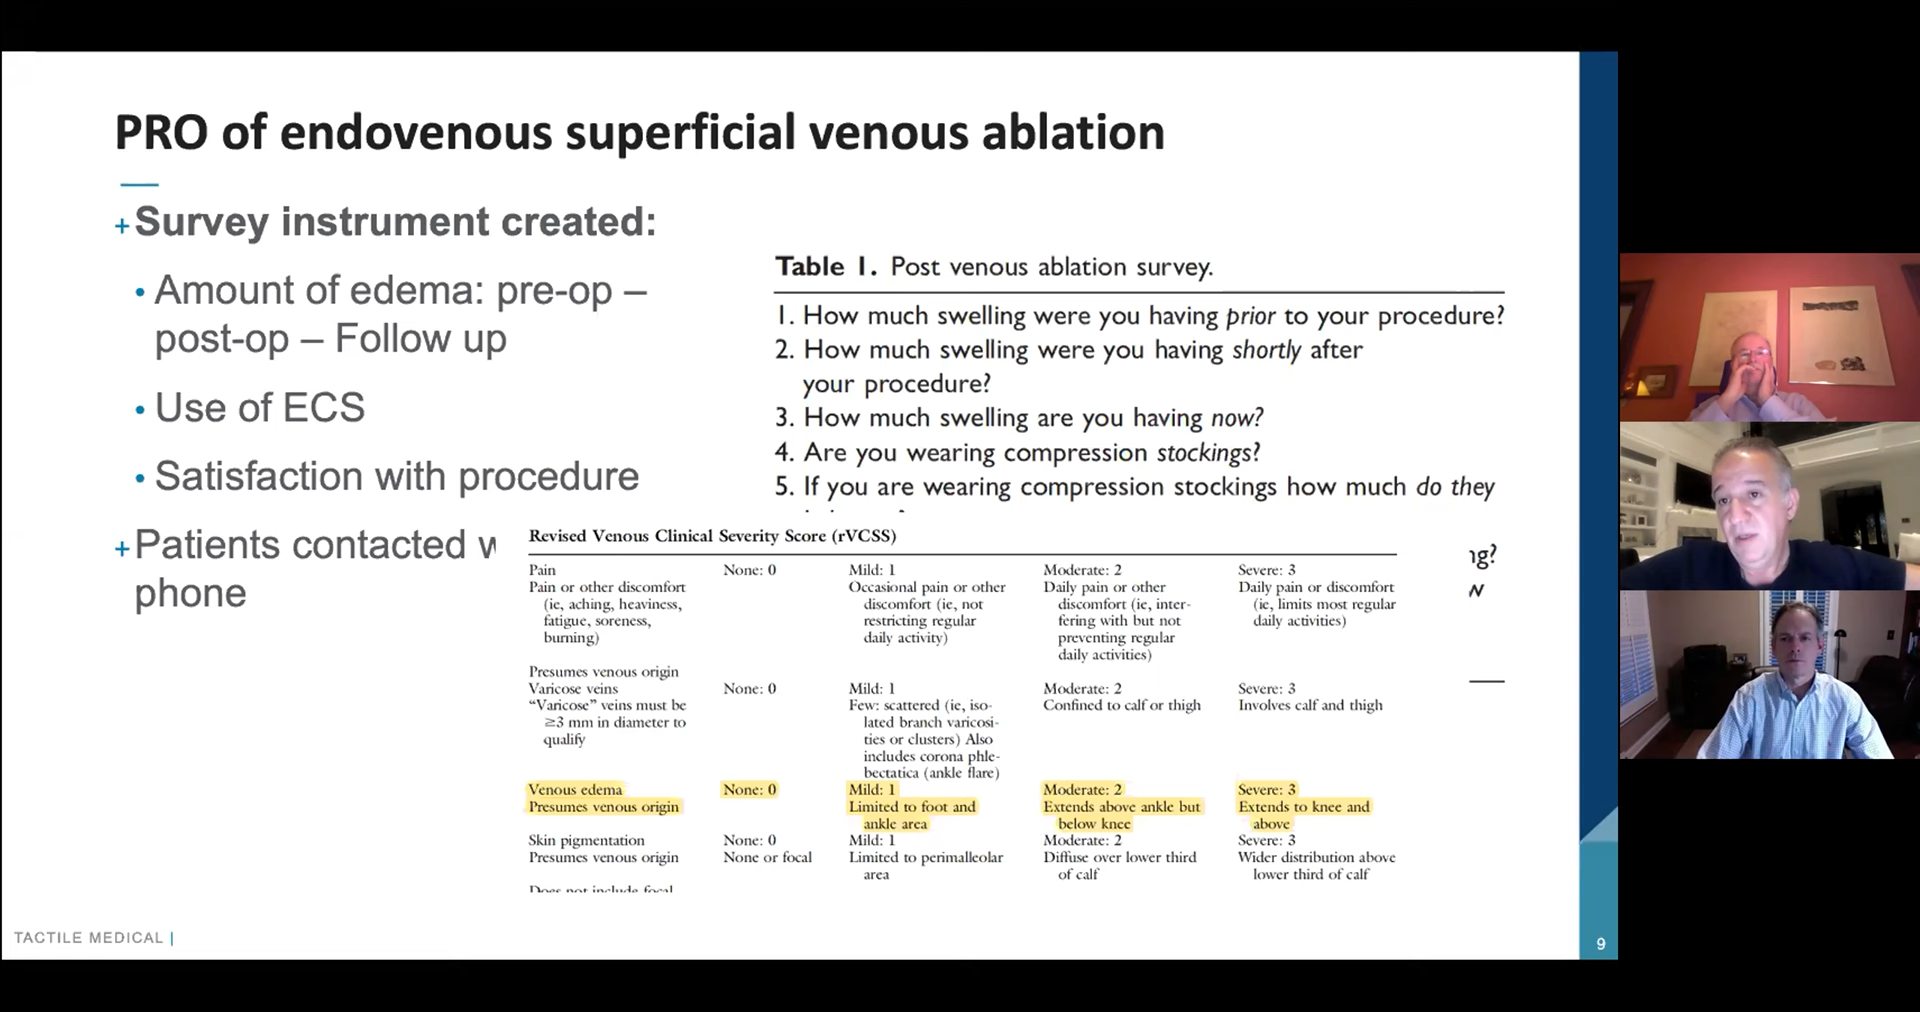 PRO of endovenous superficial venous ablation
+Survey instrument created:
• Amount of edema: pre-op –
post-op – Follow up
• Use of ECS
• Satisfaction with procedure
+Patients contacted
phone
Table 1. Post venous ablation survey.
1. How much swelling were you having prior to your procedure?
2. How much swelling were you having shortly after
your procedure?
3. How much swelling are you having now?
4. Are you wearing compression stockings?
5. If you are wearing compression stockings how much do they
Revised Venous Clinical Severity Score (rVCSS)
Pain None: 0 Mild: 1 Moderate: 2 Severe: 3
Pain or other discomfort Occasional pain or other Daily pain or other Daily pain or discomfort
(ie, aching, heaviness, discomfort (ie, not discomfort (ie, inter- (ie, limits most regular
fatigue, soreness, restricting regular fering with but not daily activities)
burning) daily activity) preventing regular
daily activities)
Presumes venous origin
Varicose veins None: 0 Mild: 1 Moderate: 2 Severe: 3
“Varicose” veins must be Few: scattered (ie, iso- Confined to calf or thigh Involves calf and thigh
≥3 mm in diameter to lated branch varicosi-
qualify ties or clusters) Also
includes corona phle-
bectatica (ankle flare)
Venous edema None: 0 Mild: 1 Moderate: 2 Severe: 3
Presumes venous origin Limited to foot and Extends above ankle but Extends to knee and
ankle area below knee above
Skin pigmentation None: 0 Mild: 1 Moderate: 2 Severe: 3
Presumes venous origin None or focal Limited to perimalleolar Diffuse over lower third Wider distribution above
area of calf lower third of calf
Does not include focal
TACTILE MEDICAL |
9